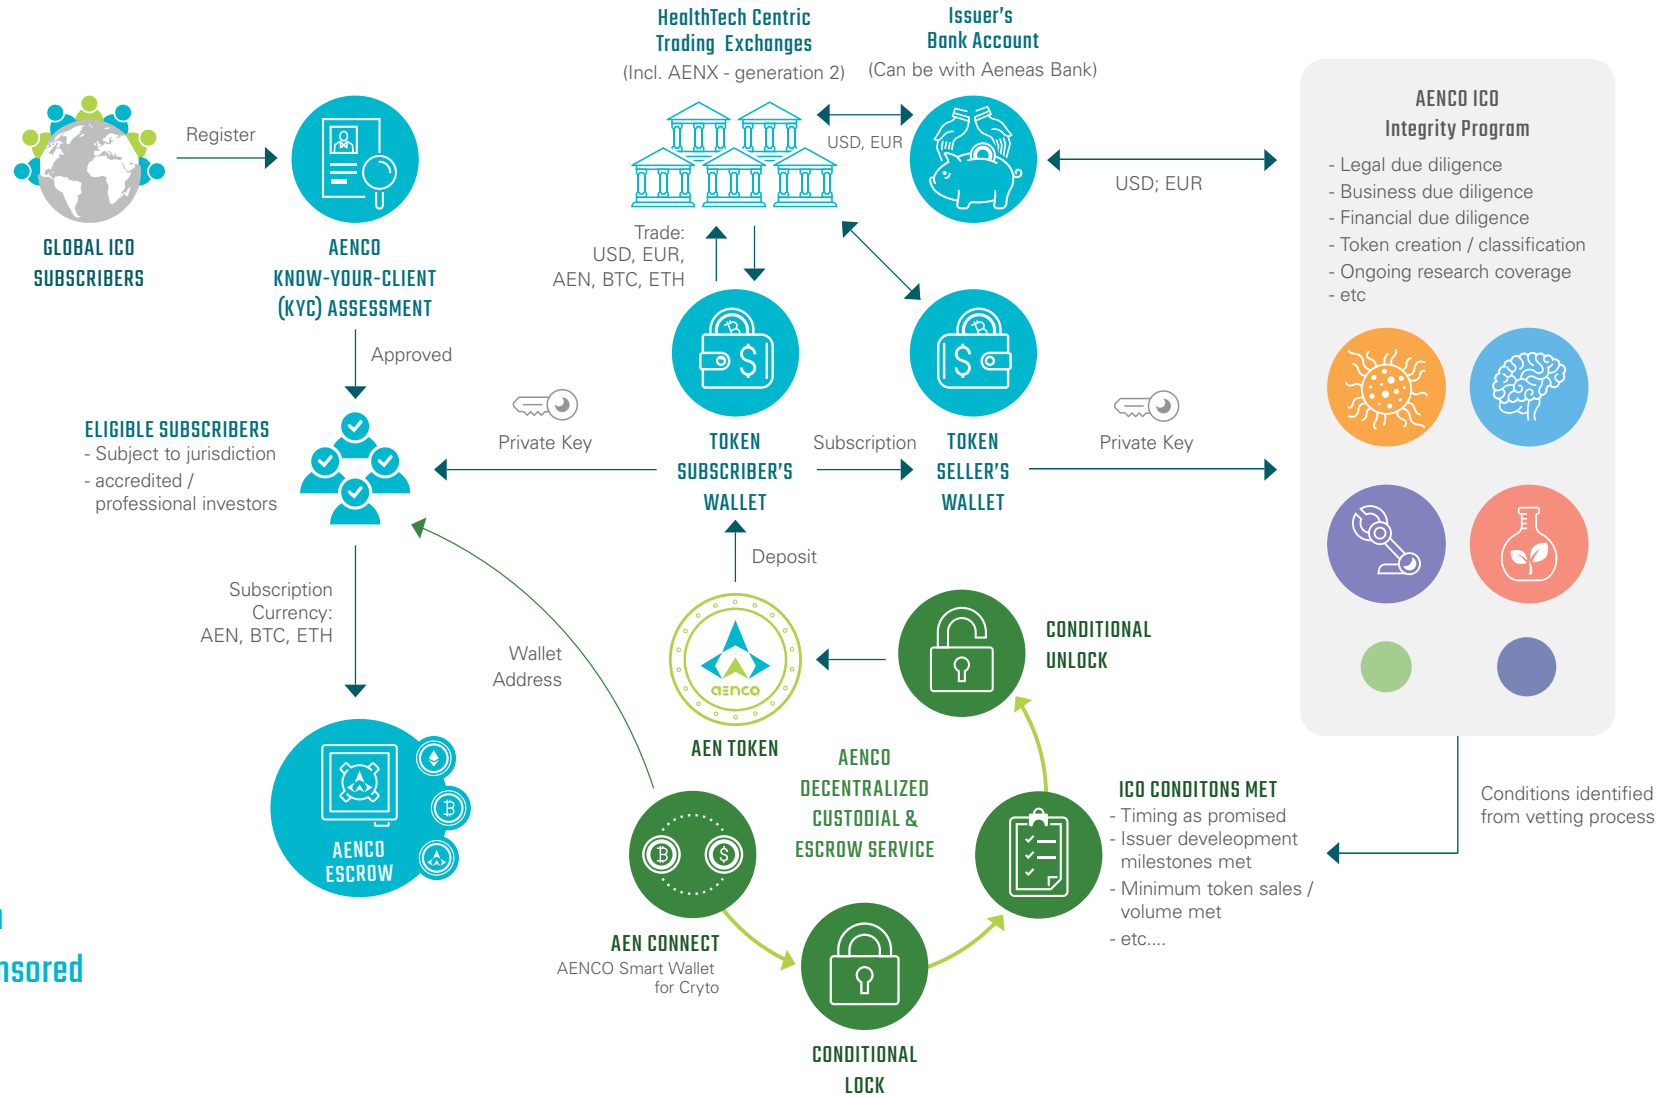 HealthTech Centric
Trading Exchanges
(Incl. AENX - generation 2)
Issuer's
Bank Account
(Can be with Aeneas Bank)
Register
USD, EUR
USD; EUR
GLOBAL ICO
SUBSCRIBERS
AENCO
KNOW-YOUR-CLIENT
(KYC) ASSESSMENT
Trade:
USD, EUR,
AEN, BTC, ETH
AENCO ICO
Integrity Program
- Legal due diligence
- Business due diligence
- Financial due diligence
- Token creation / classification
- Ongoing research coverage
- etc
Approved
ELIGIBLE SUBSCRIBERS
- Subject to jurisdiction
- accredited /
professional investors
Private Key
TOKEN
SUBSCRIBER'S
WALLET
Subscription
TOKEN
SELLER'S
WALLET
Private Key
Deposit
Subscription
Currency:
AEN, BTC, ETH
Wallet
Address
aenco
AEN TOKEN
CONDITIONAL
UNLOCK
AENCO
DECENTRALIZED
CUSTODIAL &
ESCROW SERVICE
ICO CONDITONS MET
- Timing as promised
- Issuer develeopment
milestones met
- Minimum token sales /
volume met
- etc....
Conditions identified
from vetting process
AENCO
ESCROW
AEN CONNECT
AENCO Smart Wallet
for Cryto
CONDITIONAL
LOCK
nsored